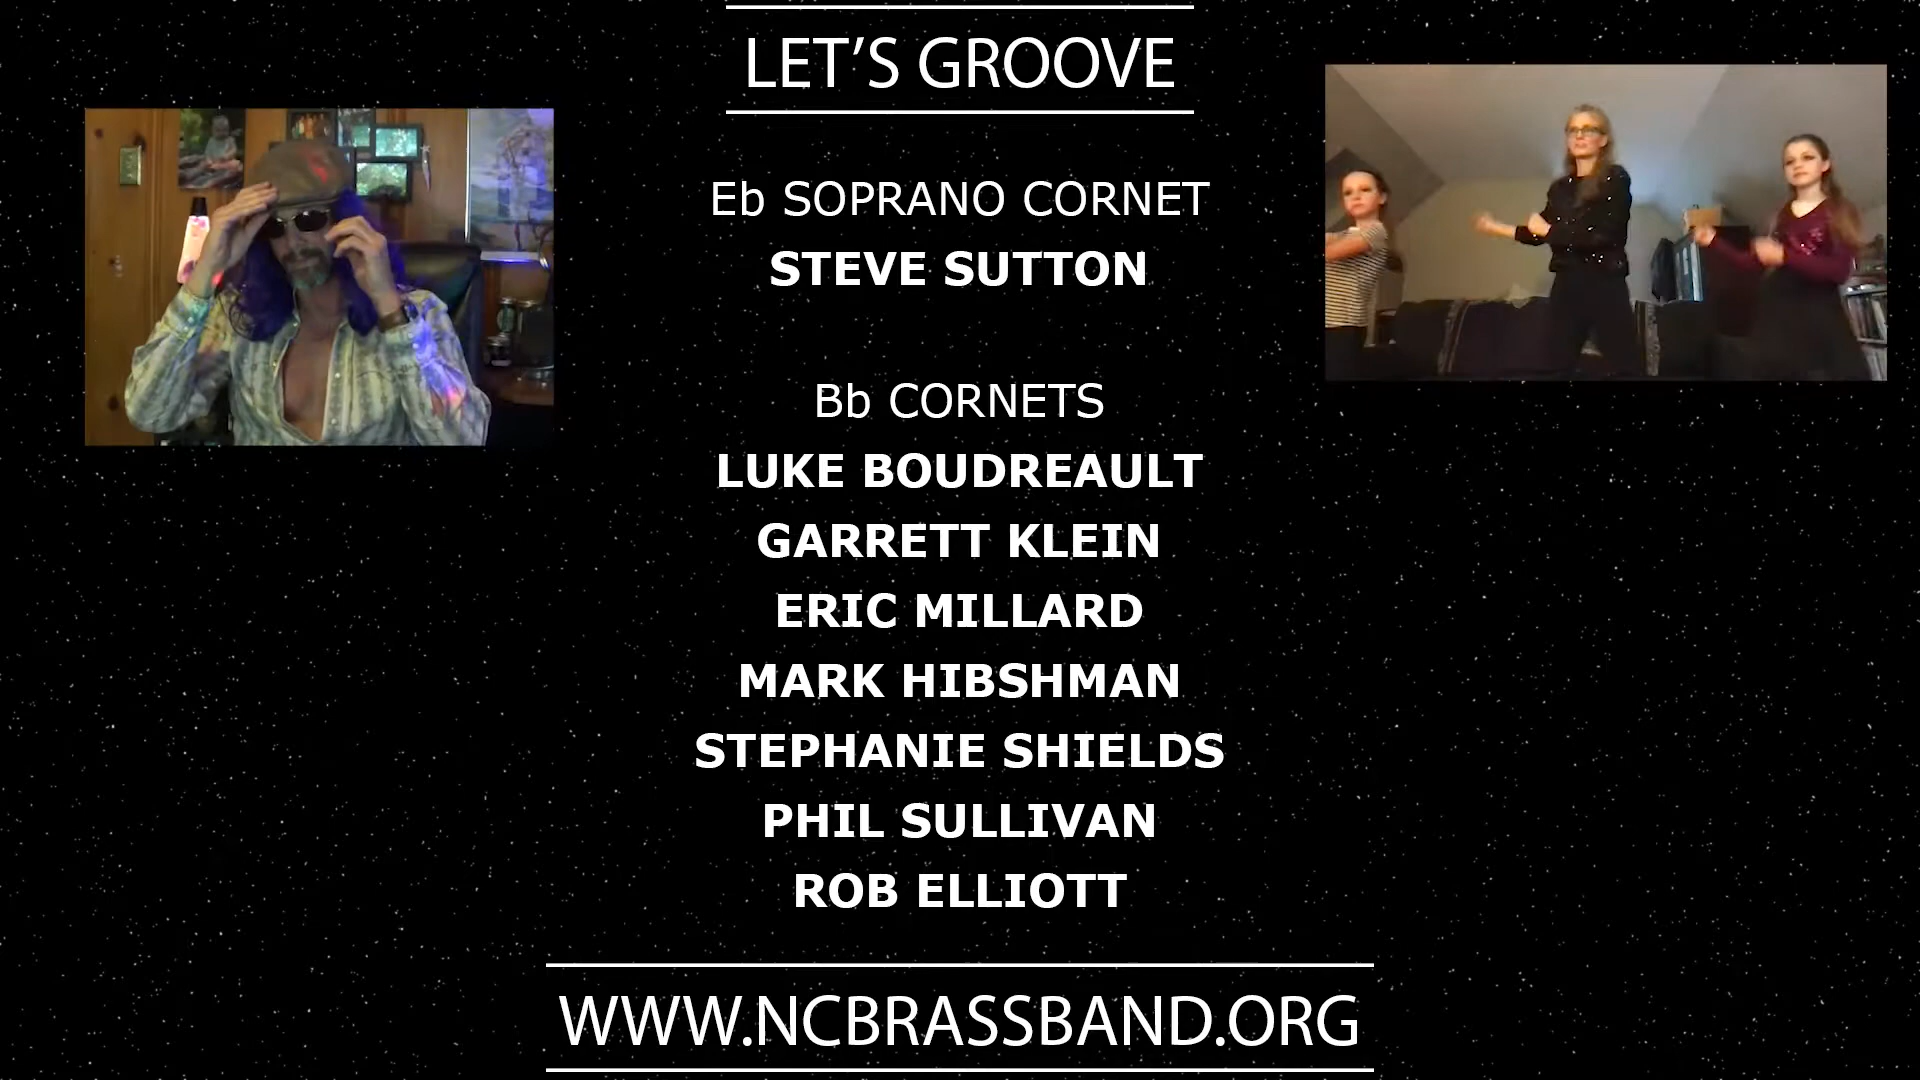 LET'S GROOVE
Eb SOPRANO CORNET
STEVE SUTTON
Bb CORNETS
LUKE BOUDREAULT
GARRETT KLEIN
ERIC MILLARD
MARK HIBSHMAN
STEPHANIE SHIELDS
PHIL SULLIVAN
ROB ELLIOTT
WWW.NCBRASSBAND.ORG